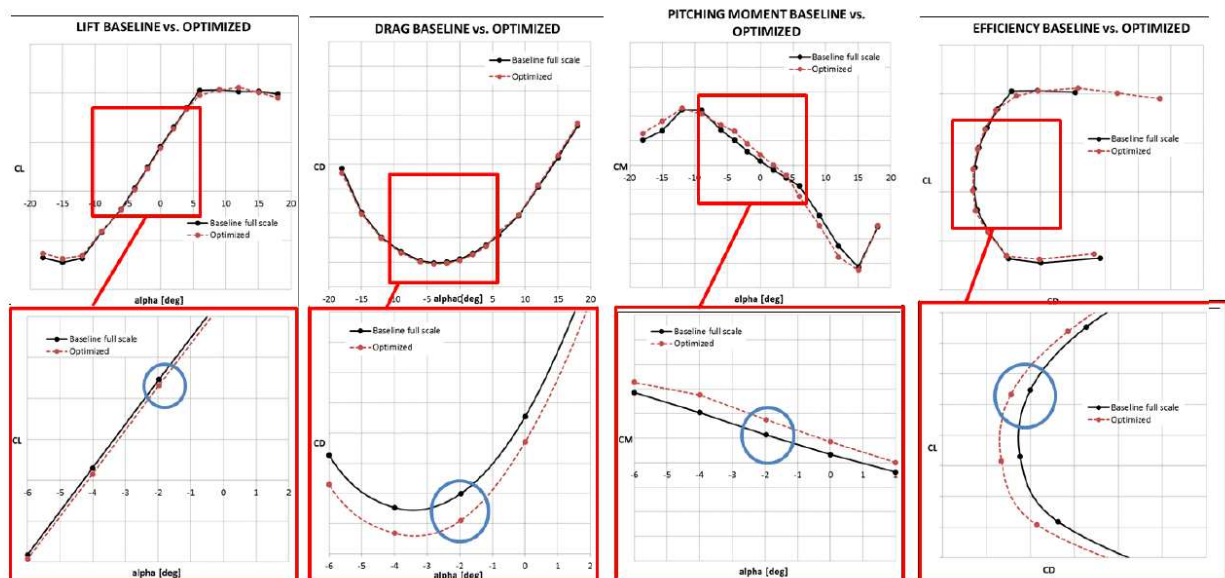 LIFT BASELINE vs. OPTIMIZED
Baseline full scale
Optimized
CL
-20 -15 -10 -5 0 5 10 15 20
alpha [deg]
DRAG BASELINE vs. OPTIMIZED
Baseline full scale
Optimized
CD
-20 -15 -10 -5 0 5 10 15 20
alpha [deg]
PITCHING MOMENT BASELINE vs.
OPTIMIZED
Baseline full scale
Optimized
CM
-20 -15 -10 -5 0 5 10 15 20
alpha [deg]
EFFICIENCY BASELINE vs. OPTIMIZED
Baseline full scale
Optimized
CL
CD
Baseline full scale
Optimized
CL
-6 -5 -4 -3 -2 -1 0 1 2
alpha [deg]
Baseline full scale
Optimized
CD
-6 -5 -4 -3 -2 -1 0 1 2
alpha [deg]
Baseline full scale
Optimized
CM
-6 -5 -4 -3 -2 -1 0 1 2
alpha [deg]
Baseline full scale
Optimized
CL
CD